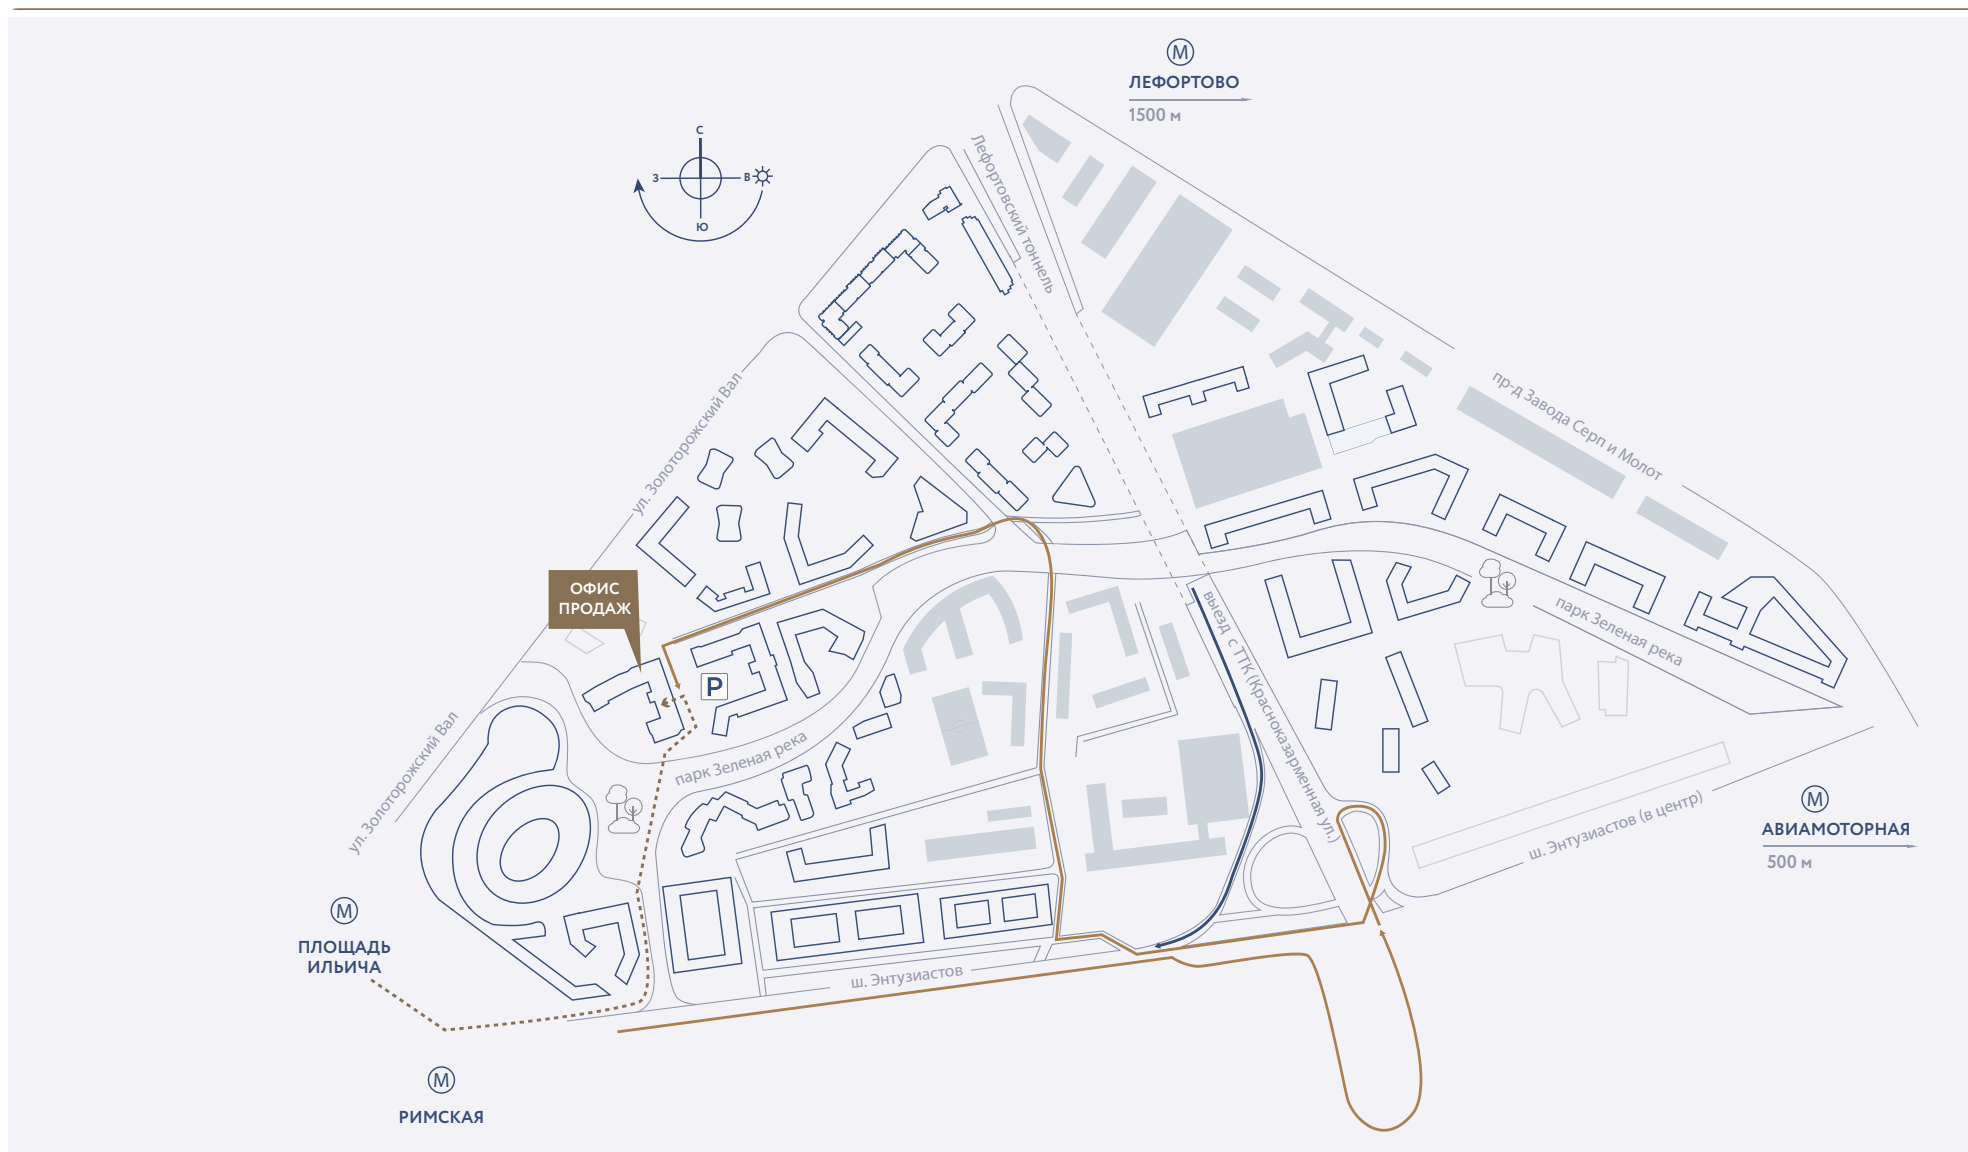 М
ЛЕФОРТОВО
1500 м
С
З
В
Ю
Лефортовский тоннель
ул. Золоторожский Вал
пр-д Завода Серп и Молот
ОФИС
ПРОДАЖ
P
парк Зеленая река
выезд с ТТК (Красноказарменная ул.)
парк Зеленая река
ул. Золоторожский Вал
М
АВИАМОТОРНАЯ
500 м
ш. Энтузиастов (в центр)
М
ПЛОЩАДЬ
ИЛЬИЧА
ш. Энтузиастов
М
РИМСКАЯ